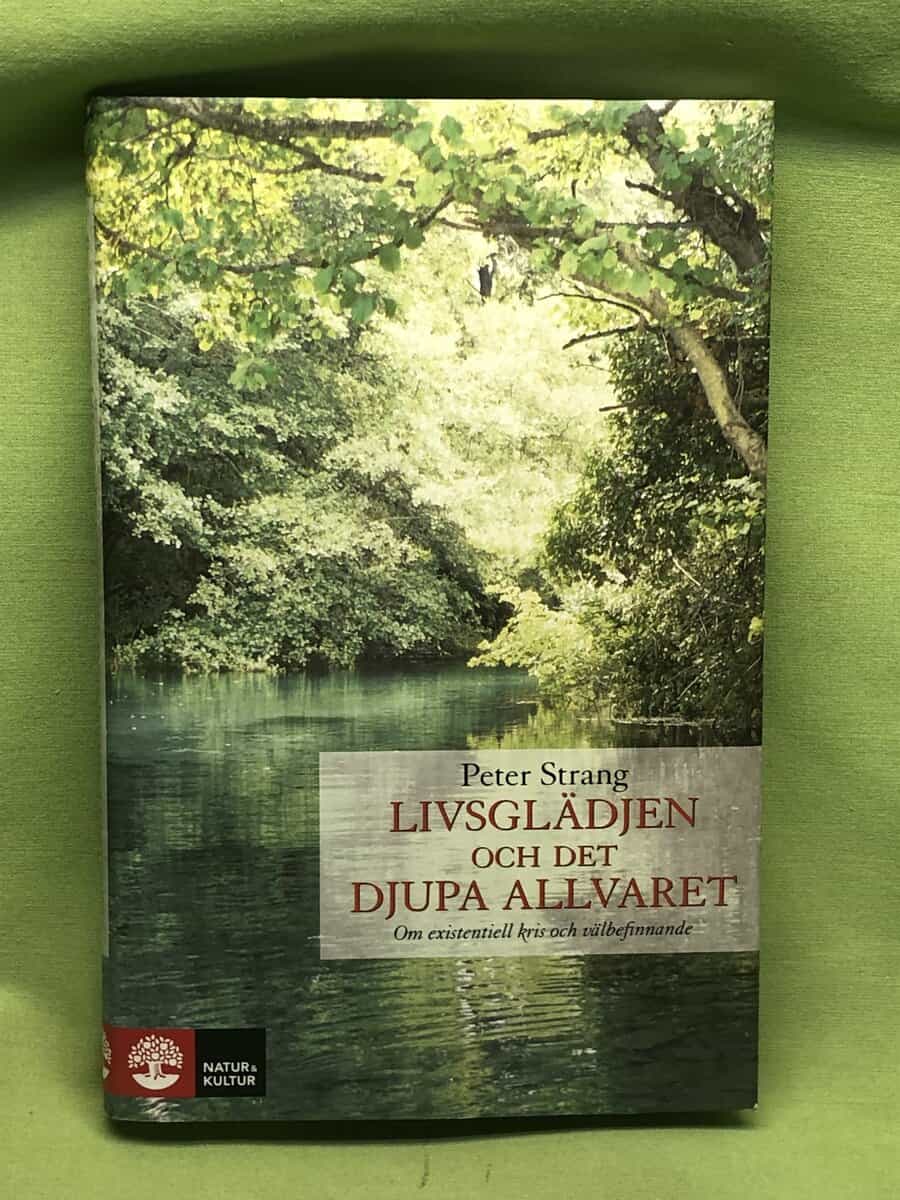 Peter Strang
LIVSGLÄDJEN
OCH DET
DJUPA ALLVARET
Om existentiell kris och välbefinnande
NATUR &
KULTUR